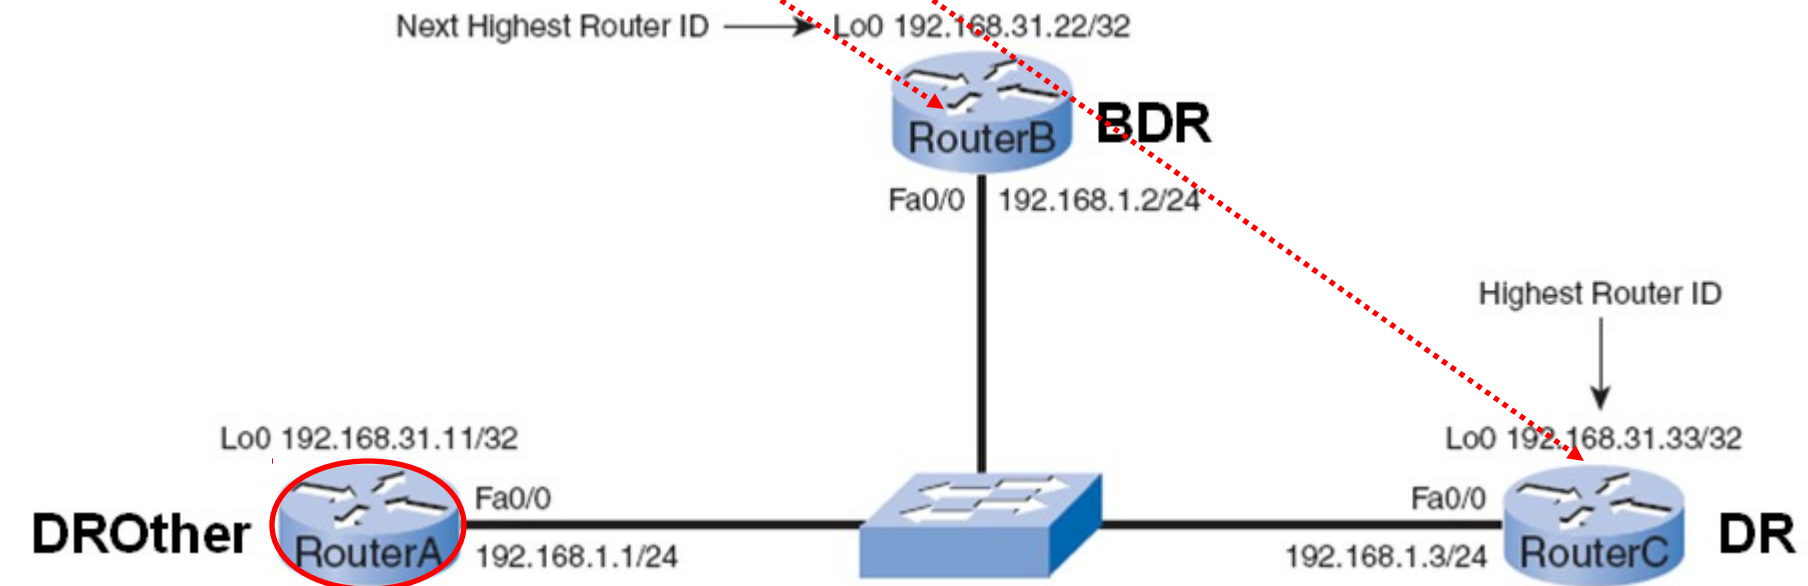 Next Highest Router ID
Lo0 192.168.31.22/32
RouterB
BDR
Fa0/0
192.168.1.2/24
Highest Router ID
Lo0 192.168.31.11/32
Lo0 192.168.31.33/32
DROther
RouterA
Fa0/0
192.168.1.1/24
Fa0/0
192.168.1.3/24
RouterC
DR